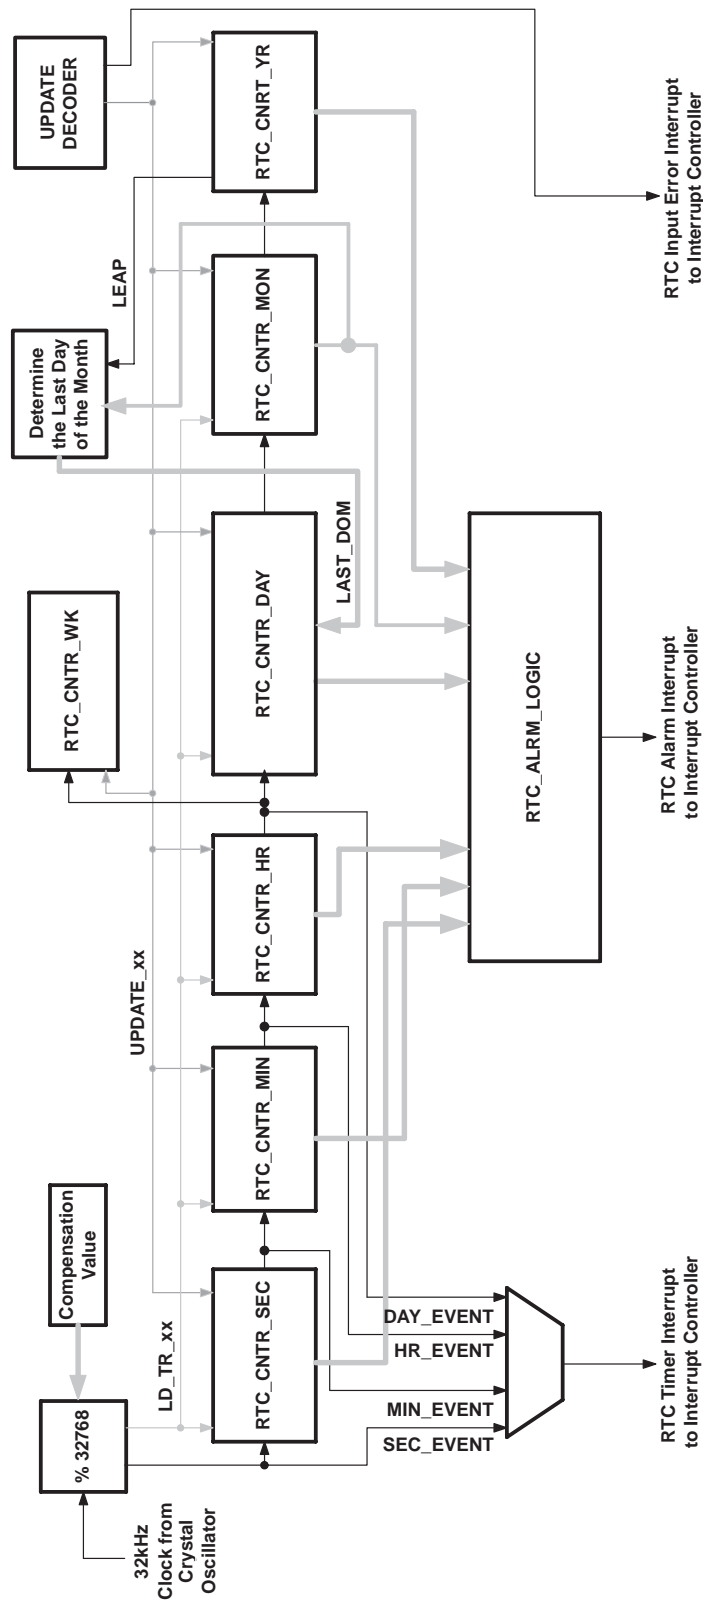 32kHz
Clock from
Crystal
Oscillator
% 32768
Compensation
Value
LD_TR_xx
UPDATE_xx
RTC_CNTR_SEC
RTC_CNTR_MIN
RTC_CNTR_HR
RTC_CNTR_WK
RTC_CNTR_DAY
LAST_DOM
Determine
the Last Day
of the Month
LEAP
RTC_CNTR_MON
UPDATE
DECODER
RTC_CNRT_YR
DAY_EVENT
HR_EVENT
MIN_EVENT
SEC_EVENT
RTC_ALRM_LOGIC
RTC Timer Interrupt
to Interrupt Controller
RTC Alarm Interrupt
to Interrupt Controller
RTC Input Error Interrupt
to Interrupt Controller